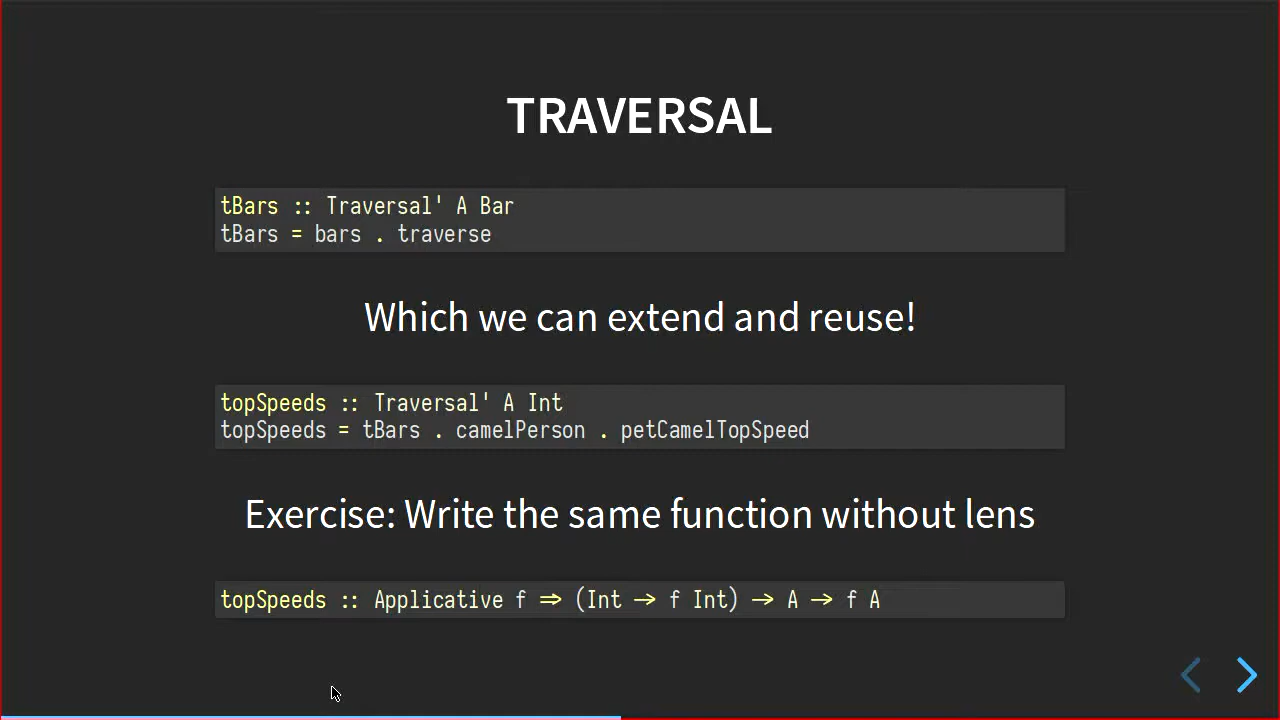 TRAVERSAL
tBars :: Traversal' A Bar
tBars = bars . traverse
Which we can extend and reuse!
topSpeeds :: Traversal' A Int
topSpeeds = tBars . camelPerson . petCamelTopSpeed
Exercise: Write the same function without lens
topSpeeds :: Applicative f ⇒ (Int → f Int) → A → f A